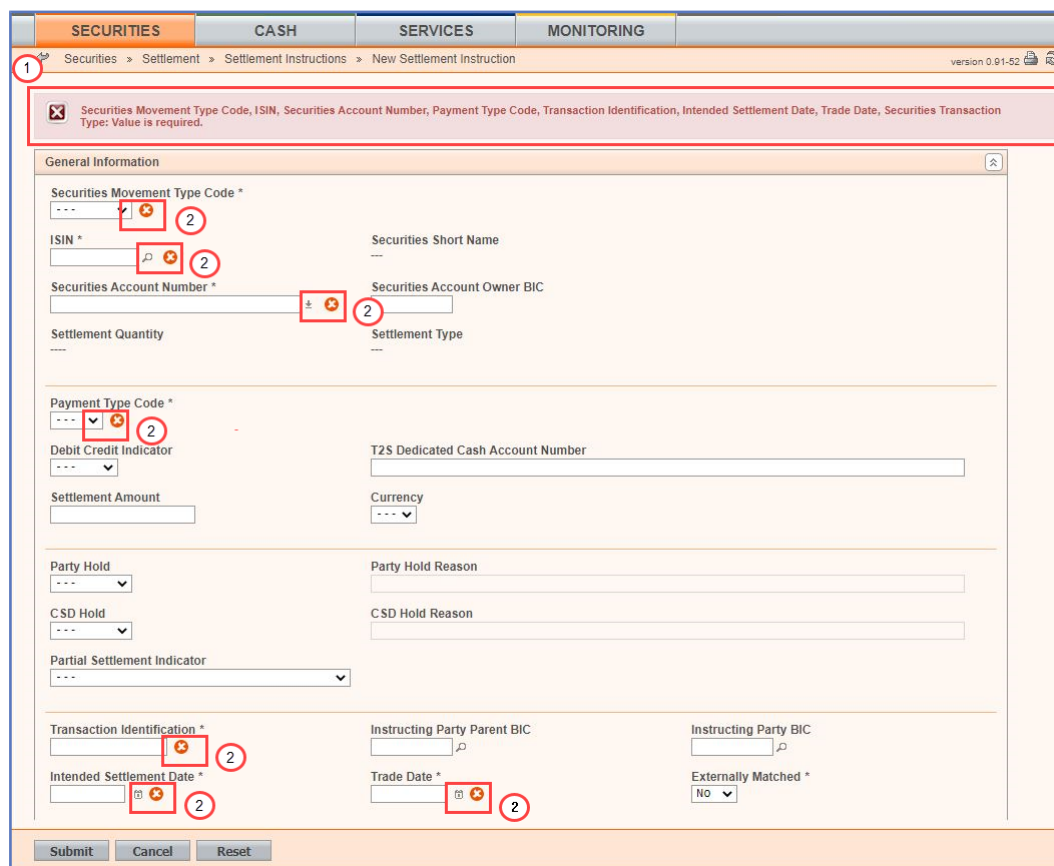 SECURITIES CASH SERVICES MONITORING
1 Securities » Settlement » Settlement Instructions » New Settlement Instruction version 0.91-52
Securities Movement Type Code, ISIN, Securities Account Number, Payment Type Code, Transaction Identification, Intended Settlement Date, Trade Date, Securities Transaction
Type: Value is required.
General Information
Securities Movement Type Code *
--- 2
ISIN * Securities Short Name
2 ---
Securities Account Number * Securities Account Owner BIC
2
Settlement Quantity Settlement Type
---- ---
Payment Type Code *
--- 2
Debit Credit Indicator T2S Dedicated Cash Account Number
---
Settlement Amount Currency
---
Party Hold Party Hold Reason
---
CSD Hold CSD Hold Reason
---
Partial Settlement Indicator
---
Transaction Identification * Instructing Party Parent BIC Instructing Party BIC
2
Intended Settlement Date * Trade Date * Externally Matched *
2 2 NO
Submit Cancel Reset